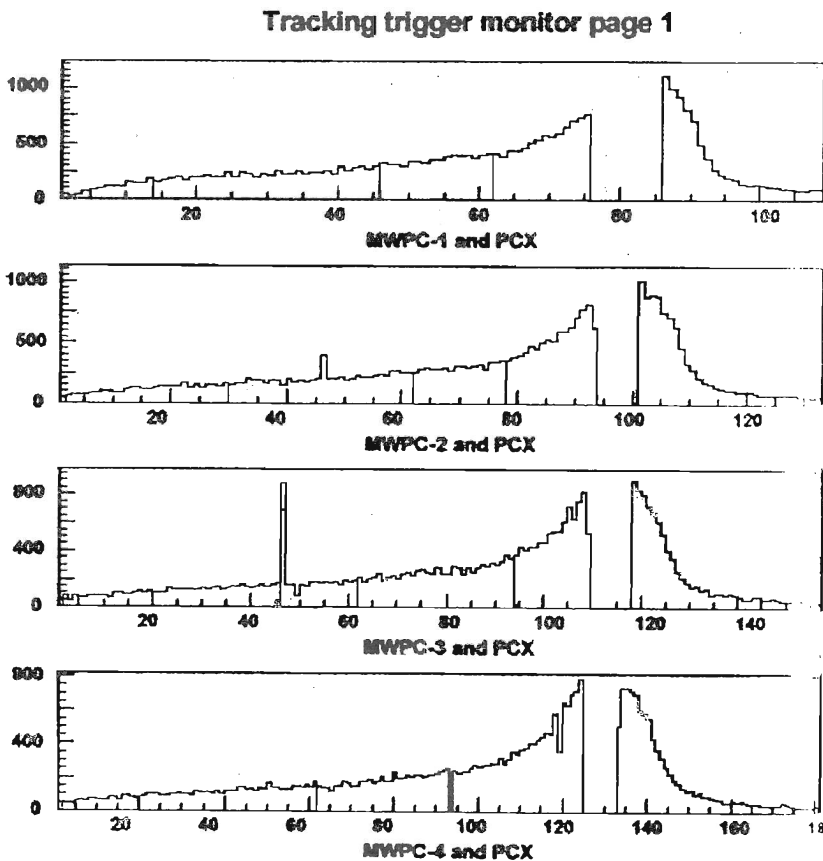 Tracking trigger monitor page 1
1000
500
0
20 40 60 80 100
MWPC-1 and PCX
1000
500
0
20 40 60 80 100 120
MWPC-2 and PCX
800
400
0
20 40 60 80 100 120 140
MWPC-3 and PCX
800
400
0
20 40 60 80 100 120 140 160 18
MWPC-4 and PCX